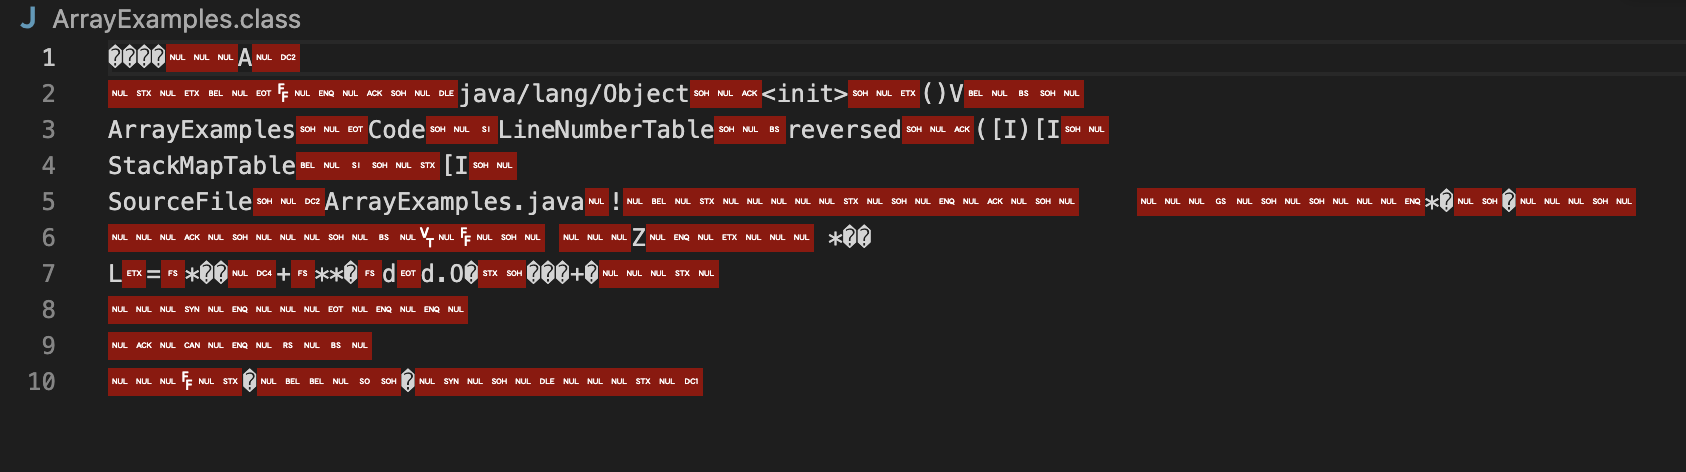 ArrayExamples.class
1 ����NUL NUL NUL A NUL DC2
2 NUL STX NUL ETX BEL NUL EOT FF NUL ENQ NUL ACK SOH NUL DLE java/lang/Object SOH NUL ACK <init> SOH NUL ETX ()V BEL NUL BS SOH NUL
3 ArrayExamples SOH NUL EOT Code SOH NUL SI LineNumberTable SOH NUL BS reversed SOH NUL ACK ([I)[I SOH NUL
4 StackMapTable BEL NUL SI SOH NUL STX [I SOH NUL
5 SourceFile SOH NUL DC2 ArrayExamples.java NUL ! NUL BEL NUL STX NUL NUL NUL NUL NUL STX NUL SOH NUL ENQ NUL ACK NUL SOH NUL NUL NUL NUL GS NUL SOH NUL SOH NUL NUL NUL ENQ *� NUL SOH � NUL NUL NUL SOH NUL
6 NUL NUL NUL ACK NUL SOH NUL NUL NUL SOH NUL BS NUL VT NUL FF NUL SOH NUL NUL NUL NUL Z NUL ENQ NUL ETX NUL NUL NUL *��
7 L ETX = FS *�� NUL DC4 + FS **� FS d EOT d.O� STX SOH ���+� NUL NUL NUL STX NUL
8 NUL NUL NUL SYN NUL ENQ NUL NUL NUL EOT NUL ENQ NUL ENQ NUL
9 NUL ACK NUL CAN NUL ENQ NUL RS NUL BS NUL
10 NUL NUL NUL FF NUL STX � NUL BEL BEL NUL SO SOH � NUL SYN NUL SOH NUL DLE NUL NUL NUL STX NUL DC1